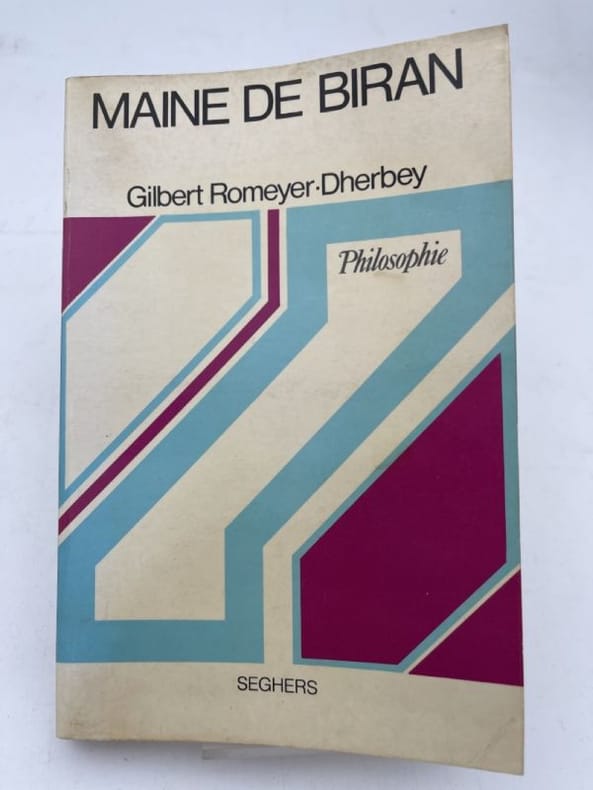 MAINE DE BIRAN
Gilbert Romeyer-Dherbey
Philosophie
SEGHERS